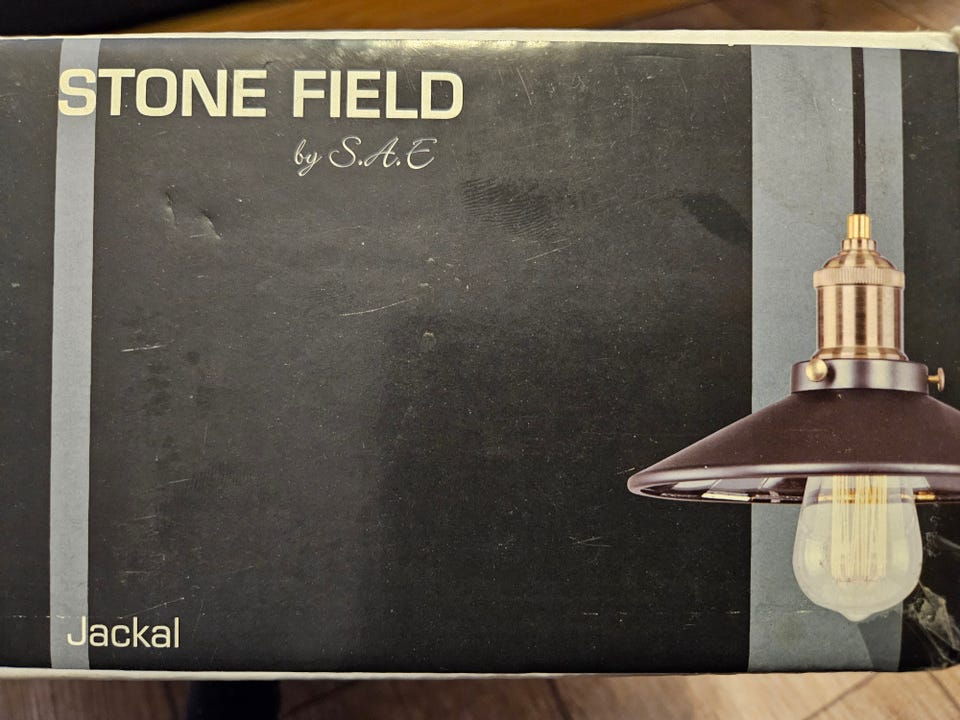 STONE FIELD
by S.A.E
Jackal